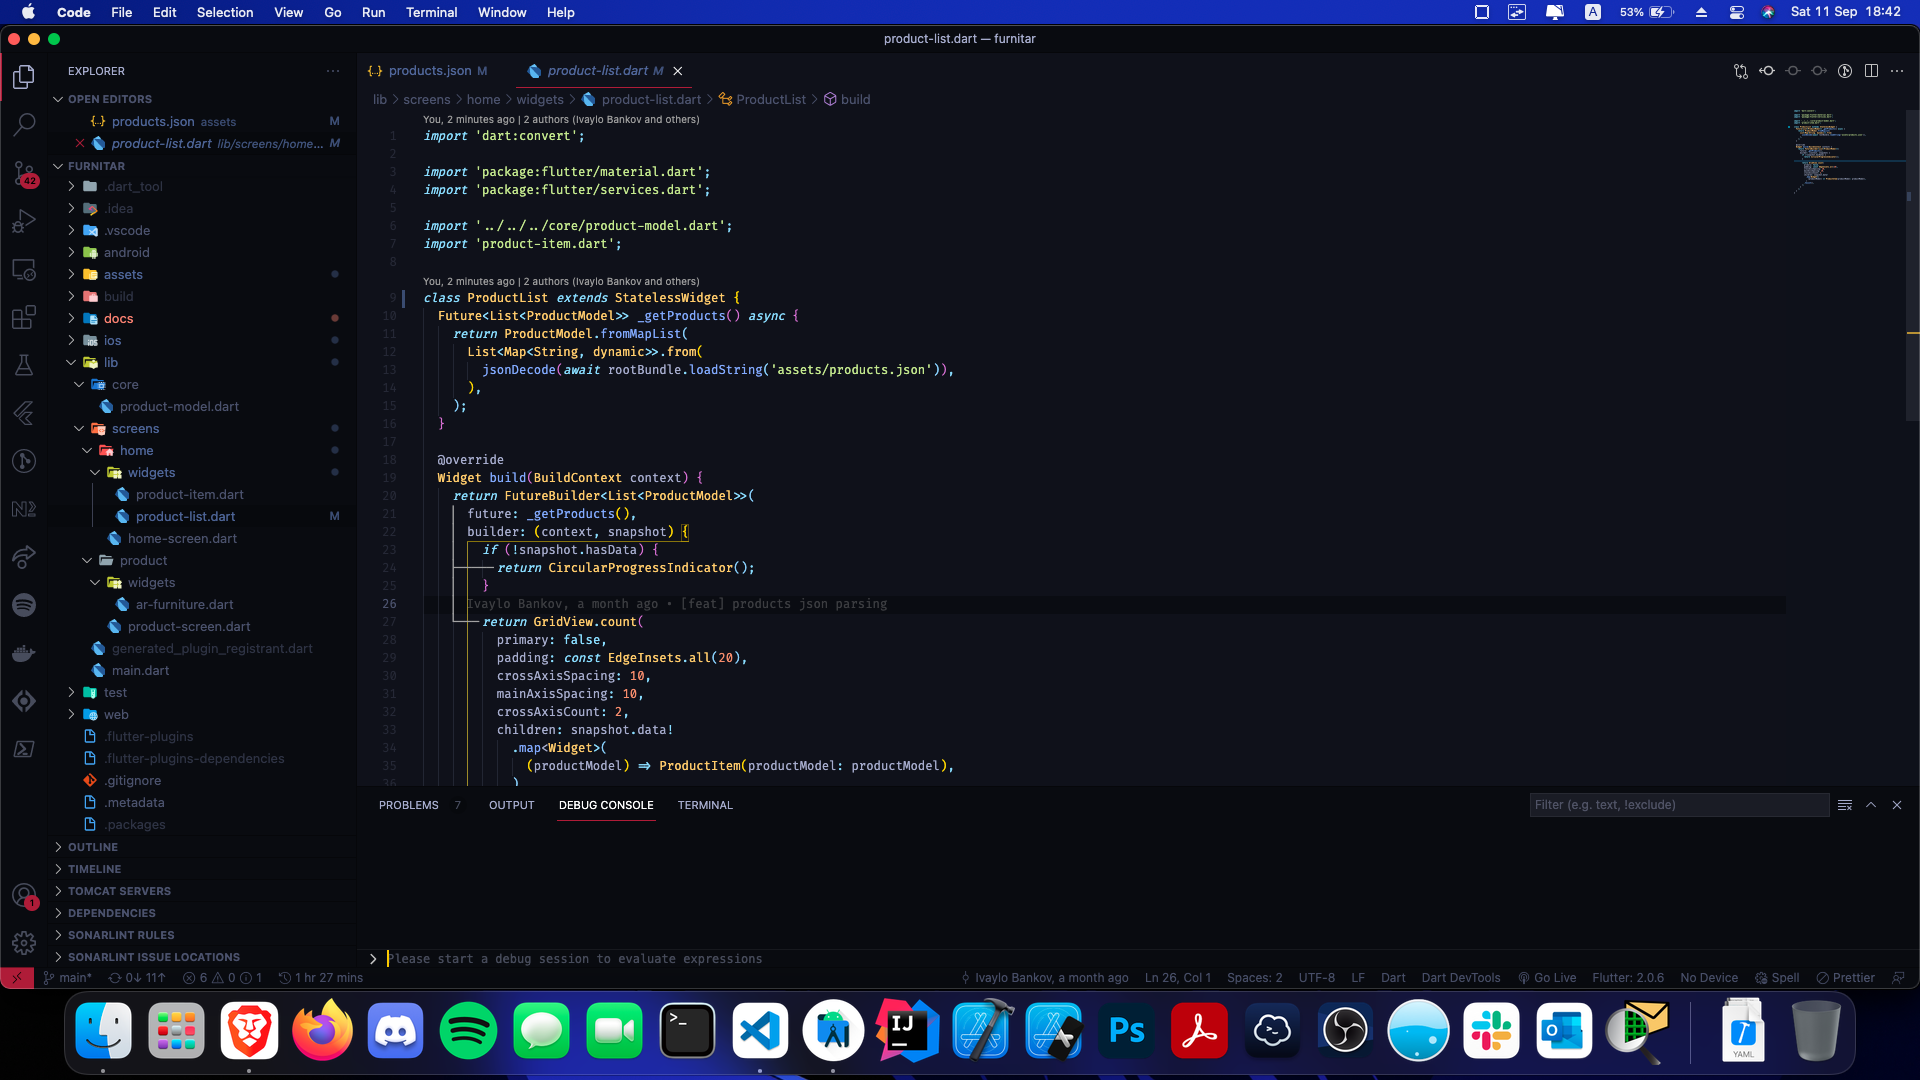 Code File Edit Selection View Go Run Terminal Window Help
A 53% Sat 11 Sep 18:42
product-list.dart — furnitar
EXPLORER
OPEN EDITORS
products.json assets M
product-list.dart lib/screens/home... M
FURNITAR
.dart_tool
.idea
.vscode
android
assets
build
docs
ios
lib
core
product-model.dart
screens
home
widgets
product-item.dart
product-list.dart M
home-screen.dart
product
widgets
ar-furniture.dart
product-screen.dart
generated_plugin_registrant.dart
main.dart
test
web
.flutter-plugins
.flutter-plugins-dependencies
.gitignore
.metadata
.packages
OUTLINE
TIMELINE
TOMCAT SERVERS
DEPENDENCIES
SONARLINT RULES
SONARLINT ISSUE LOCATIONS
42
1
products.json M product-list.dart M
lib > screens > home > widgets > product-list.dart > ProductList > build
You, 2 minutes ago | 2 authors (Ivaylo Bankov and others)
1 import 'dart:convert';
2
3 import 'package:flutter/material.dart';
4 import 'package:flutter/services.dart';
5
6 import '../../../core/product-model.dart';
7 import 'product-item.dart';
8
You, 2 minutes ago | 2 authors (Ivaylo Bankov and others)
9 class ProductList extends StatelessWidget {
10 Future<List<ProductModel>> _getProducts() async {
11 return ProductModel.fromMapList(
12 List<Map<String, dynamic>>.from(
13 jsonDecode(await rootBundle.loadString('assets/products.json')),
14 ),
15 );
16 }
17
18 @override
19 Widget build(BuildContext context) {
20 return FutureBuilder<List<ProductModel>>(
21 future: _getProducts(),
22 builder: (context, snapshot) {
23 if (!snapshot.hasData) {
24 return CircularProgressIndicator();
25 }
26 Ivaylo Bankov, a month ago • [feat] products json parsing
27 return GridView.count(
28 primary: false,
29 padding: const EdgeInsets.all(20),
30 crossAxisSpacing: 10,
31 mainAxisSpacing: 10,
32 crossAxisCount: 2,
33 children: snapshot.data!
34 .map<Widget>(
35 (productModel) => ProductItem(productModel: productModel),
36 )
PROBLEMS 7 OUTPUT DEBUG CONSOLE TERMINAL
Filter (e.g. text, !exclude)
Please start a debug session to evaluate expressions
main* 0↓ 11↑ 6 0 1 1 hr 27 mins
Ivaylo Bankov, a month ago Ln 26, Col 1 Spaces: 2 UTF-8 LF Dart Dart DevTools Go Live Flutter: 2.0.6 No Device Spell Prettier
>_
IJ
Ps
YAML